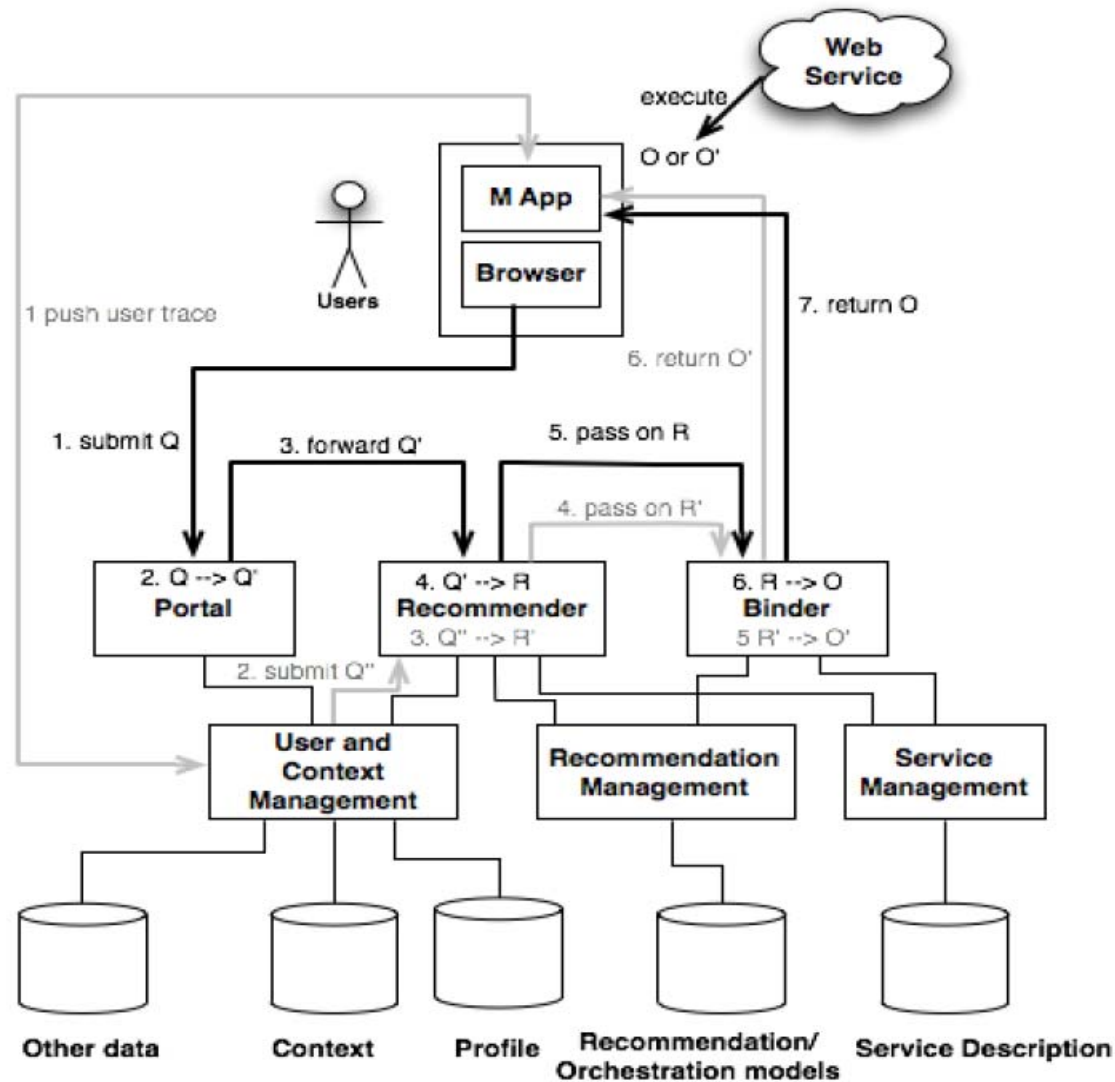 Web
Service
execute
O or O'
M App
Browser
Users
1 push user trace
7. return O
6. return O'
1. submit Q
3. forward Q'
5. pass on R
4. pass on R'
2. Q --> Q'
Portal
4. Q' --> R
Recommender
3. Q'' --> R'
6. R --> O
Binder
5 R' --> O'
2. submit Q''
User and
Context
Management
Recommendation
Management
Service
Management
Other data
Context
Profile
Recommendation/
Orchestration models
Service Description